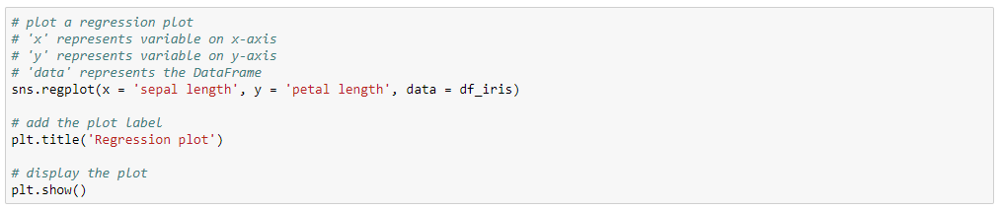 # plot a regression plot
# 'x' represents variable on x-axis
# 'y' represents variable on y-axis
# 'data' represents the DataFrame
sns.regplot(x = 'sepal length', y = 'petal length', data = df_iris)
# add the plot label
plt.title('Regression plot')
# display the plot
plt.show()